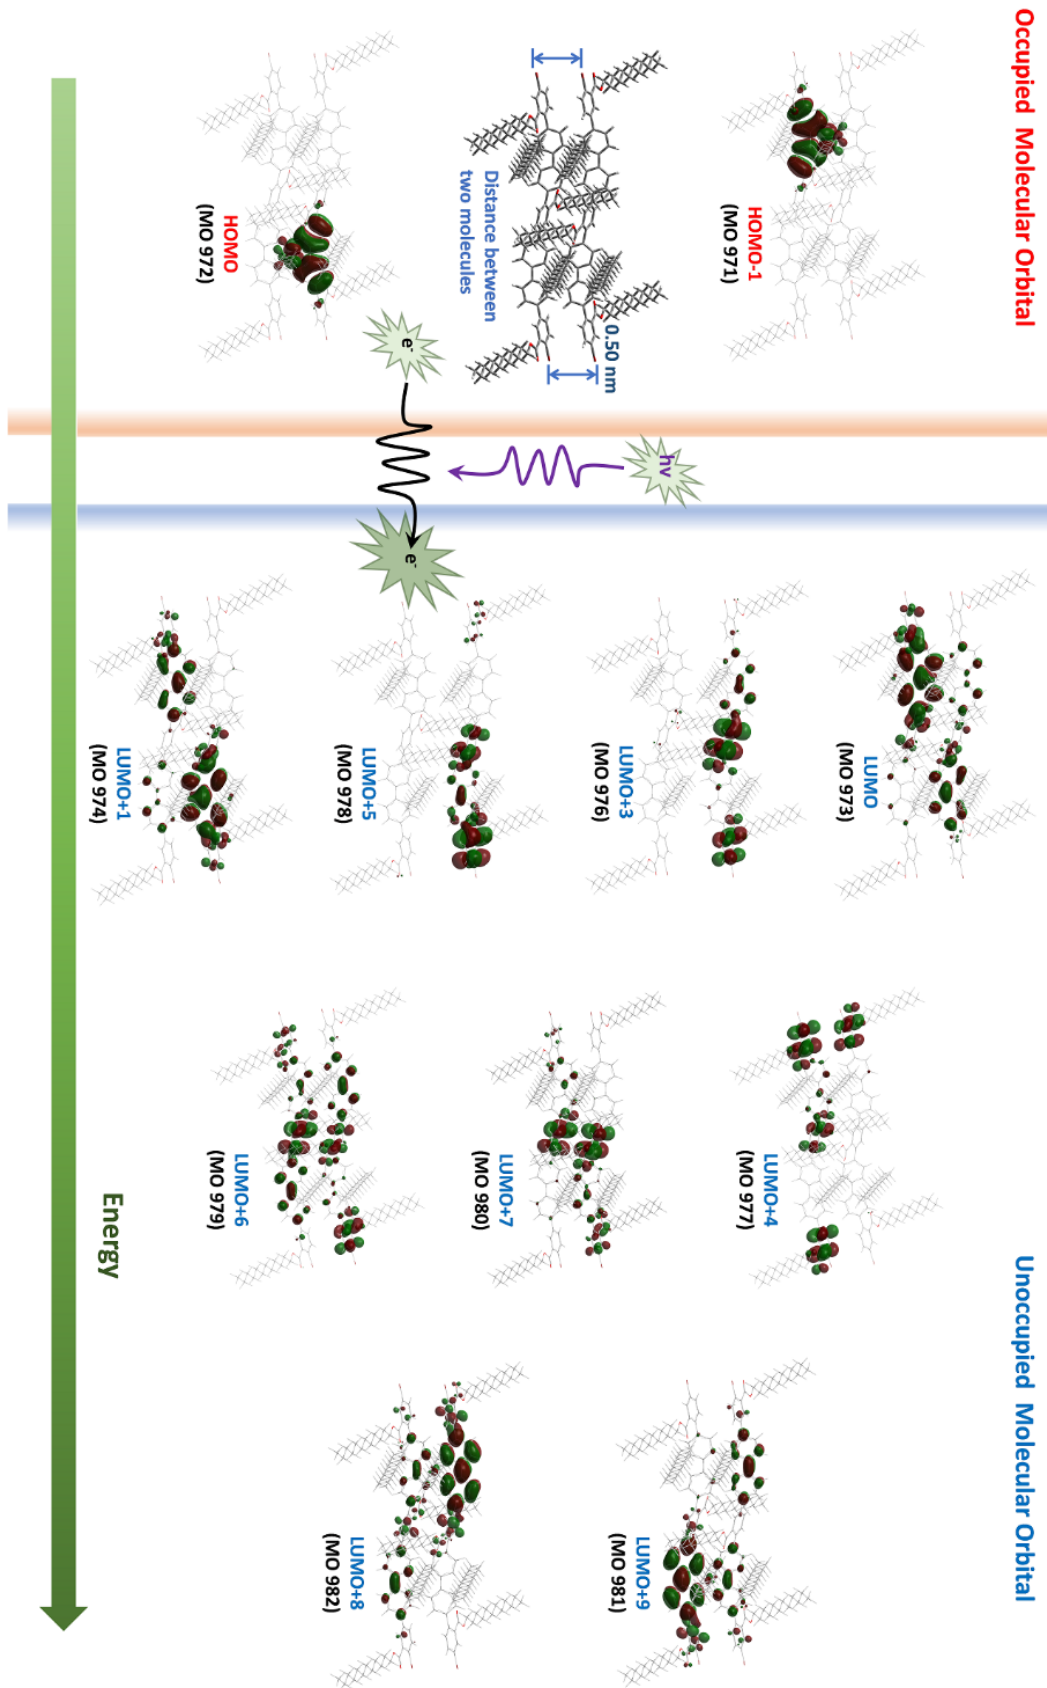 Occupied Molecular Orbital
Unoccupied Molecular Orbital
HOMO-1
(MO 971)
0.50 nm
Distance between
two molecules
HOMO
(MO 972)
hν
e-
e-
LUMO
(MO 973)
LUMO+3
(MO 976)
LUMO+5
(MO 978)
LUMO+1
(MO 974)
LUMO+4
(MO 977)
LUMO+7
(MO 980)
LUMO+6
(MO 979)
LUMO+9
(MO 981)
LUMO+8
(MO 982)
Energy